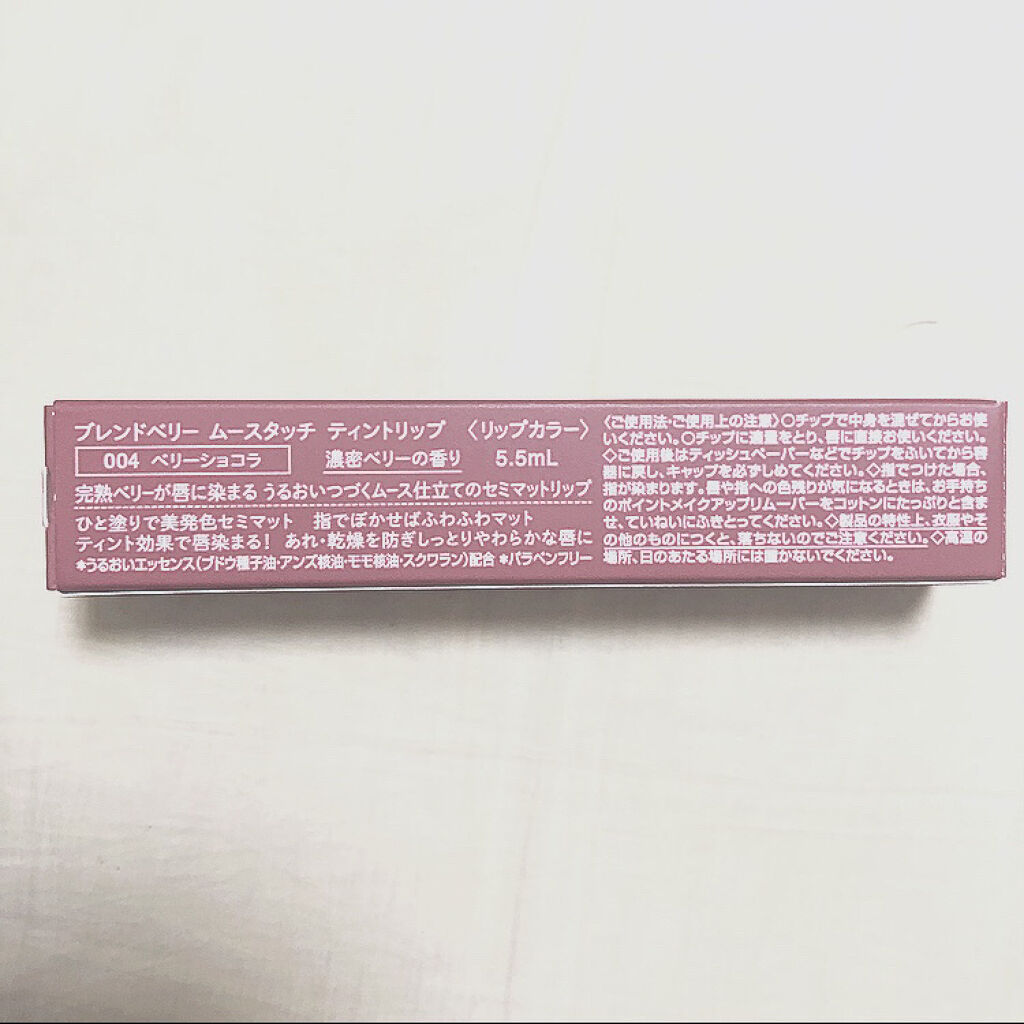 ブレンドベリー ムースタッチ ティントリップ 〈リップカラー〉
004 ベリーショコラ 濃密ベリーの香り 5.5mL
完熟ベリーが唇に染まる うるおいつづくムース仕立てのセミマットリップ
ひと塗りで美発色セミマット 指でぼかせばふわふわマット
ティント効果で唇染まる! あれ・乾燥を防ぎしっとりやわらかな唇に
*うるおいエッセンス(ブドウ種子油・アンズ核油・モモ核油・スクワラン)配合 *パラベンフリー
〈ご使用法・ご使用上の注意〉○チップで中身を混ぜてからお使
いください。○チップに適量をとり、唇に直接お使いください。
◇ご使用後はティッシュペーパーなどでチップをふいてから容
器に戻し、キャップを必ずしめてください。◇指でつけた場合、
指が染まります。唇や指への色残りが気になるときは、お手持ち
のポイントメイクアップリムーバーをコットンにたっぷりと含ま
せ、ていねいにふきとってください。◇製品の特性上、衣服やそ
の他のものにつくと、落ちないのでご注意ください。◇高温の
場所、日のあたる場所には置かないでください。